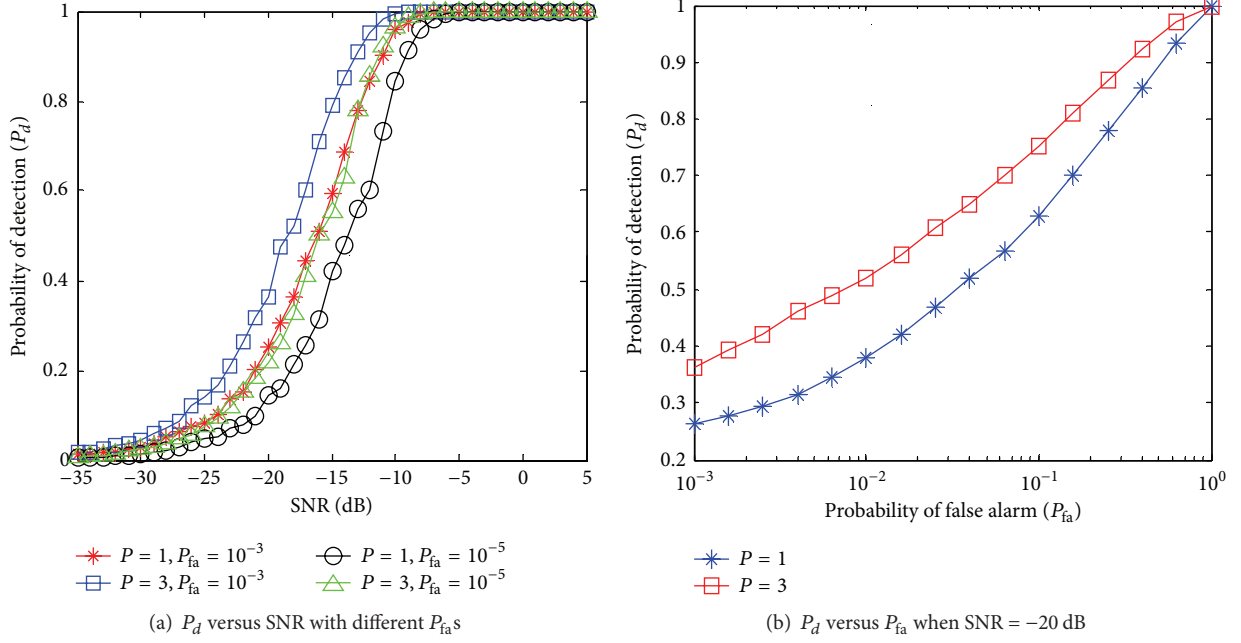 1
0.8
0.6
0.4
0.2
0
Probability of detection (P_d)
−35 −30 −25 −20 −15 −10 −5 0 5
SNR (dB)
P = 1, P_fa = 10^−3
P = 3, P_fa = 10^−3
P = 1, P_fa = 10^−5
P = 3, P_fa = 10^−5
(a) P_d versus SNR with different P_fas
1
0.9
0.8
0.7
0.6
0.5
0.4
0.3
0.2
Probability of detection (P_d)
10^−3 10^−2 10^−1 10^0
Probability of false alarm (P_fa)
P = 1
P = 3
(b) P_d versus P_fa when SNR = −20 dB